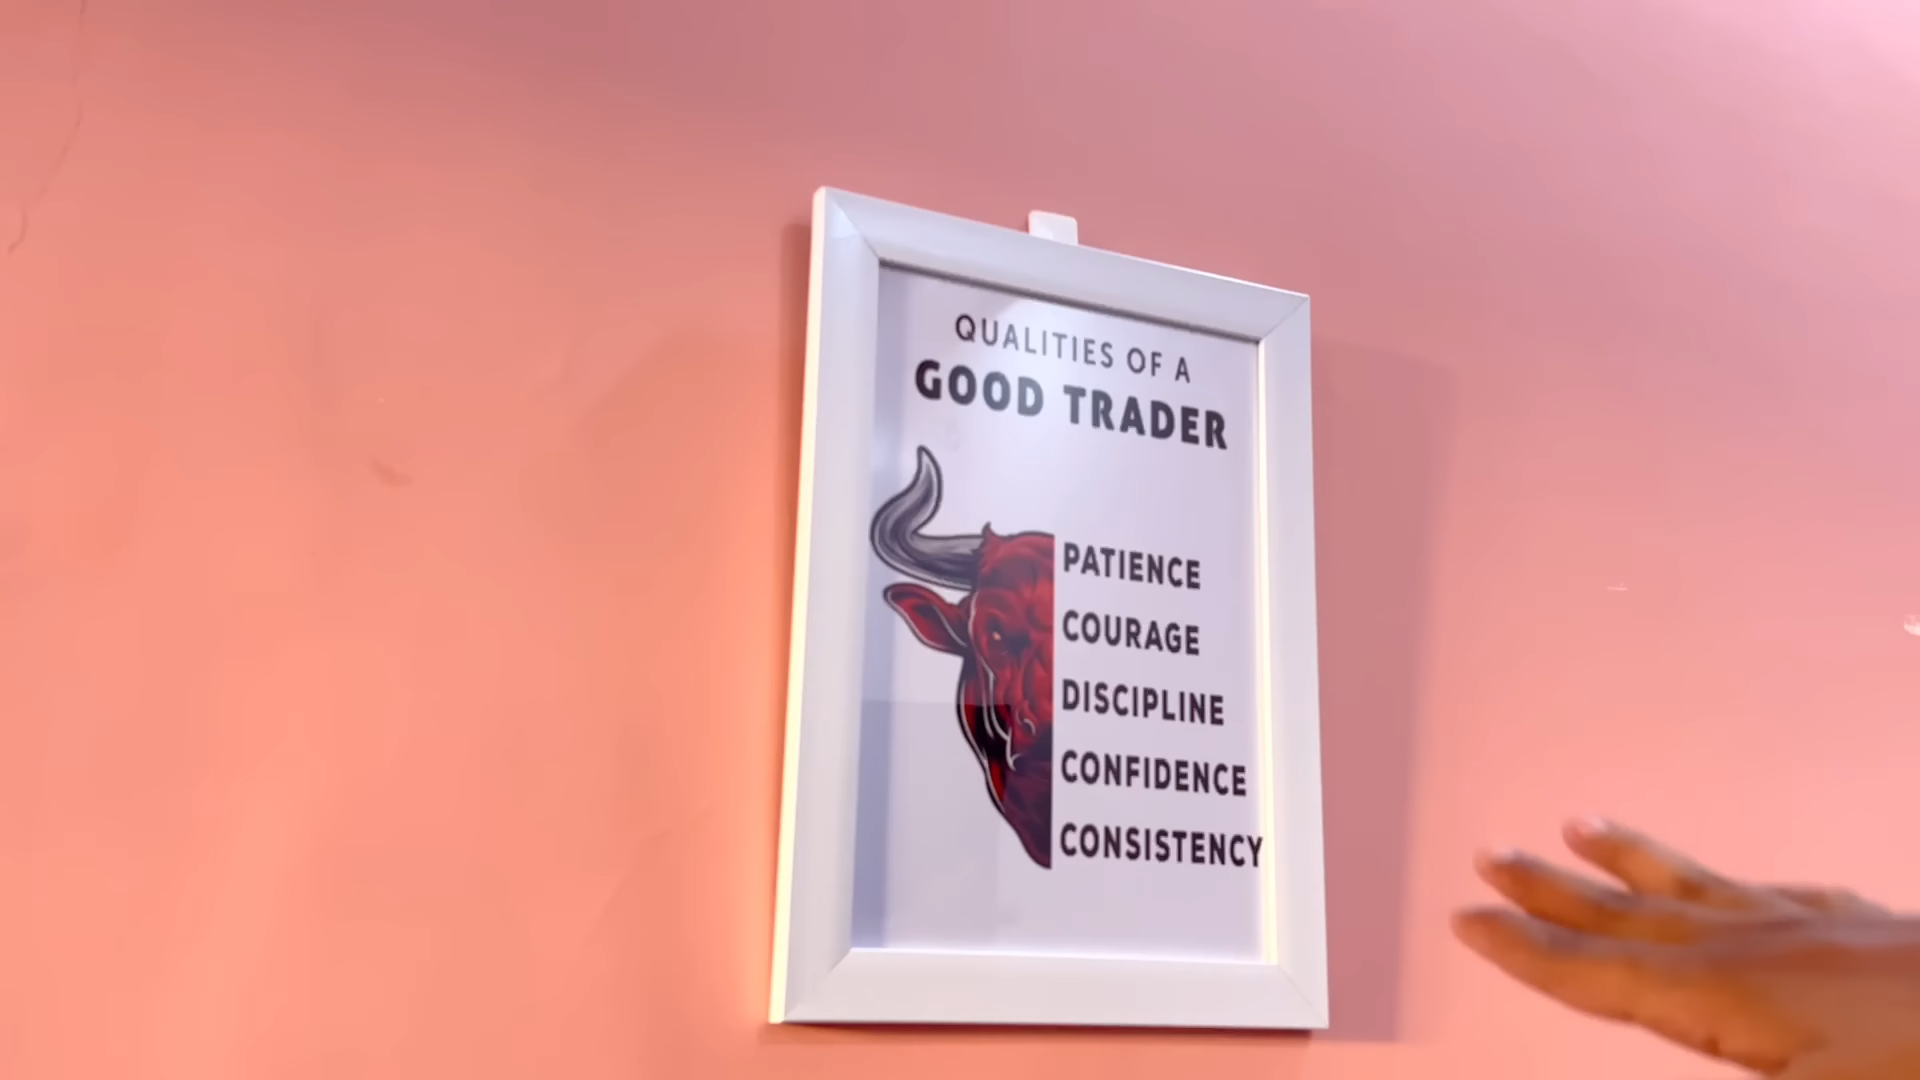 QUALITIES OF A
GOOD TRADER
PATIENCE
COURAGE
DISCIPLINE
CONFIDENCE
CONSISTENCY